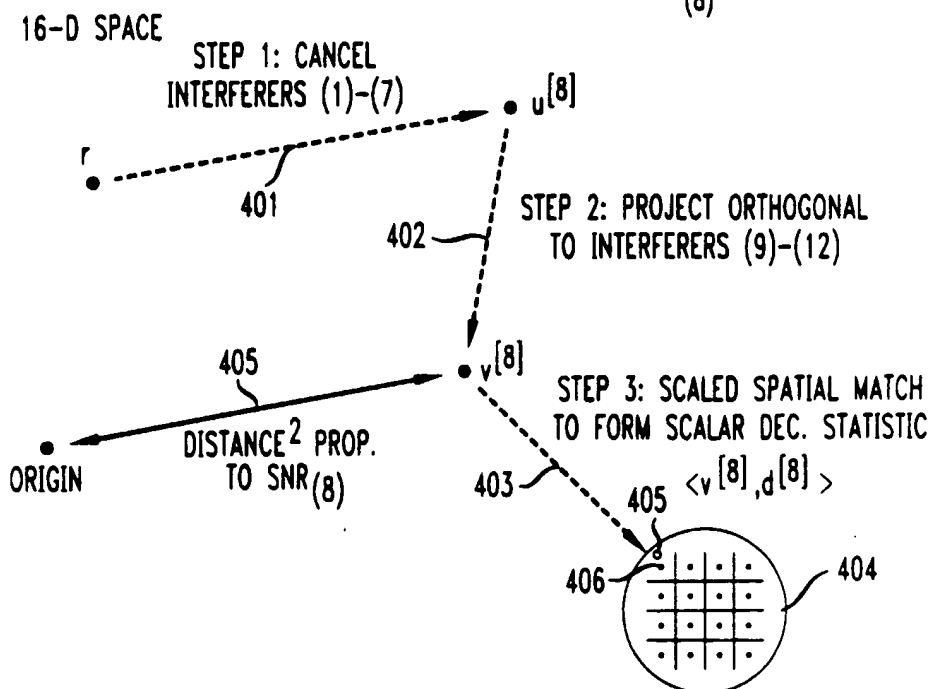 (8)
16-D SPACE
STEP 1: CANCEL
INTERFERERS (1)-(7)
u[8]
r
401
402
STEP 2: PROJECT ORTHOGONAL
TO INTERFERERS (9)-(12)
v[8]
405
DISTANCE2 PROP.
TO SNR(8)
ORIGIN
STEP 3: SCALED SPATIAL MATCH
TO FORM SCALAR DEC. STATISTIC
<v[8],d[8]>
403
405
406
404